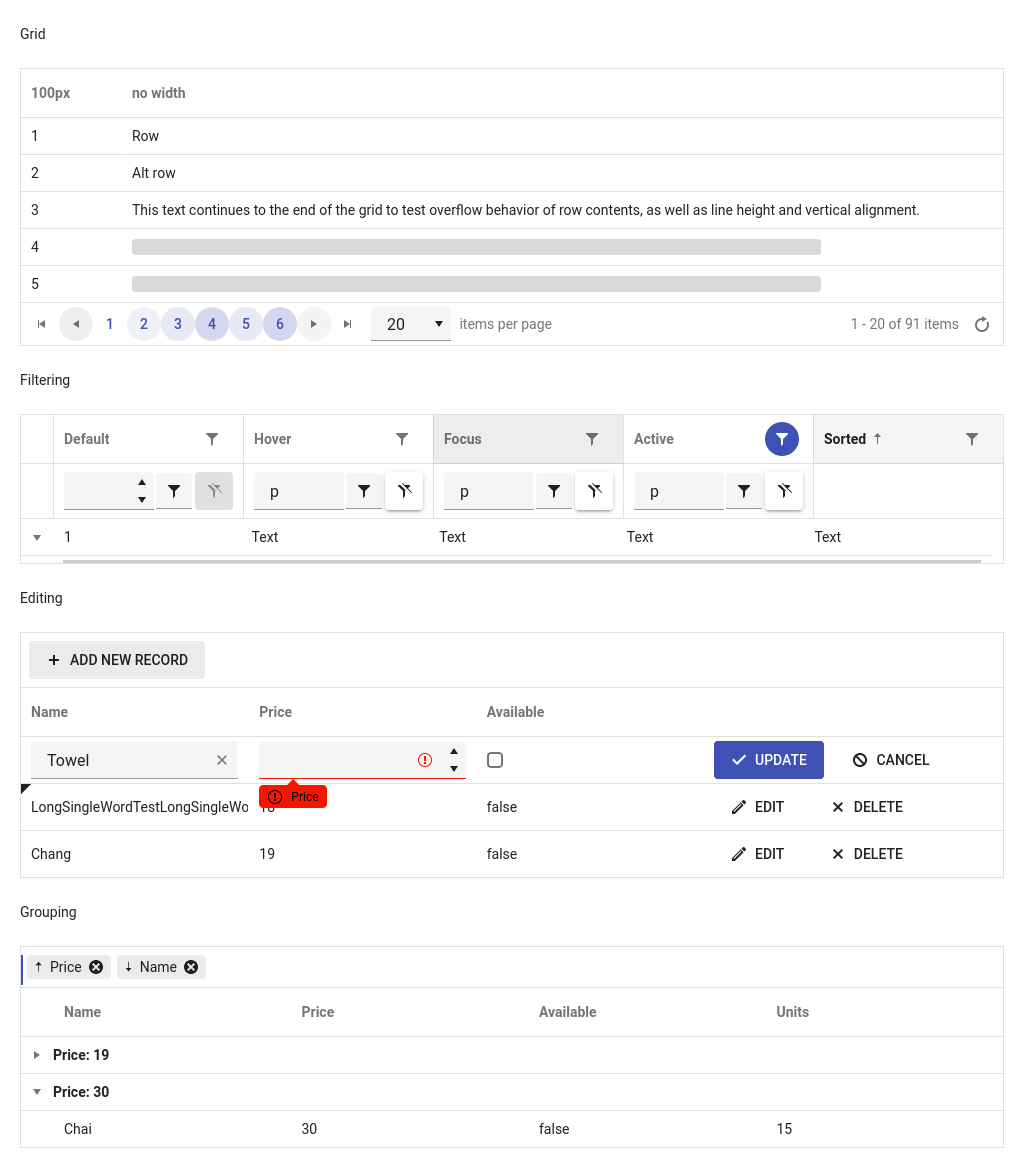 Grid
100px no width
1 Row
2 Alt row
3 This text continues to the end of the grid to test overflow behavior of row contents, as well as line height and vertical alignment.
4
5
1 2 3 4 5 6 20 items per page 1 - 20 of 91 items
Filtering
Default Hover Focus Active Sorted
p p p
1 Text Text Text Text
Editing
ADD NEW RECORD
Name Price Available
Towel UPDATE CANCEL
Price
LongSingleWordTestLongSingleWo false EDIT DELETE
Chang 19 false EDIT DELETE
Grouping
Price Name
Name Price Available Units
Price: 19
Price: 30
Chai 30 false 15